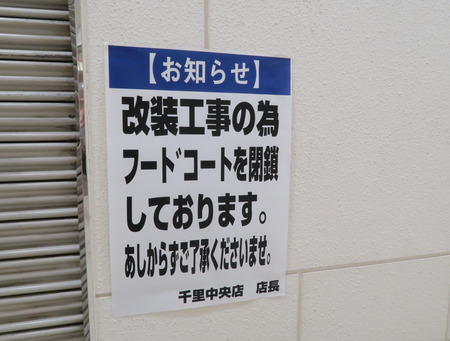 【お知らせ】
改装工事の為
フードコートを閉鎖
しております。
あしからずご了承くださいませ。
千里中央店　店長